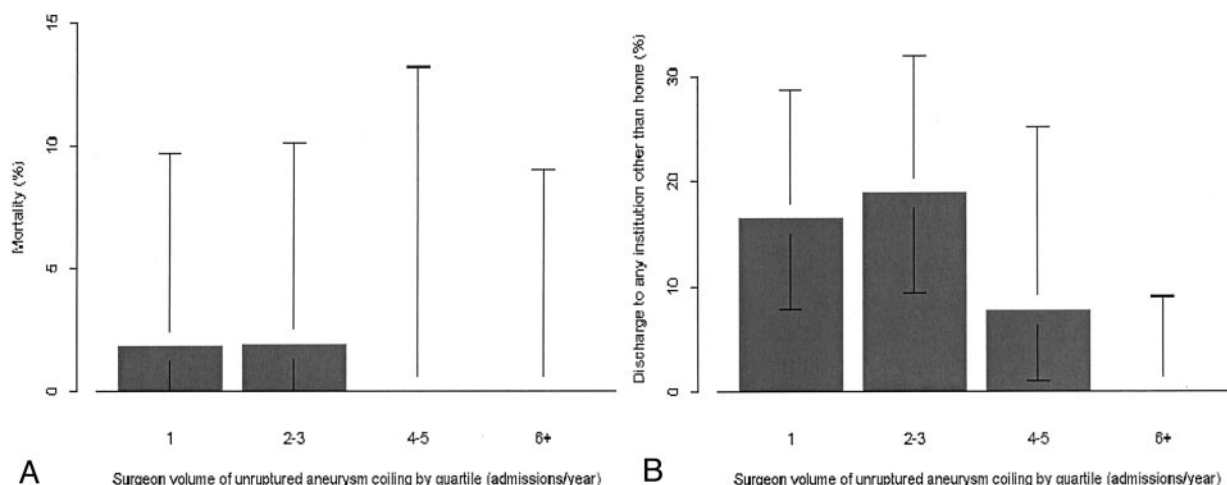 15
10
5
0
Mortality (%)
1
2-3
4-5
6+
A
Surgeon volume of unruptured aneurysm coiling by quartile (admissions/year)
30
20
10
0
Discharge to any institution other than home (%)
1
2-3
4-5
6+
B
Surgeon volume of unruptured aneurysm coiling by quartile (admissions/year)